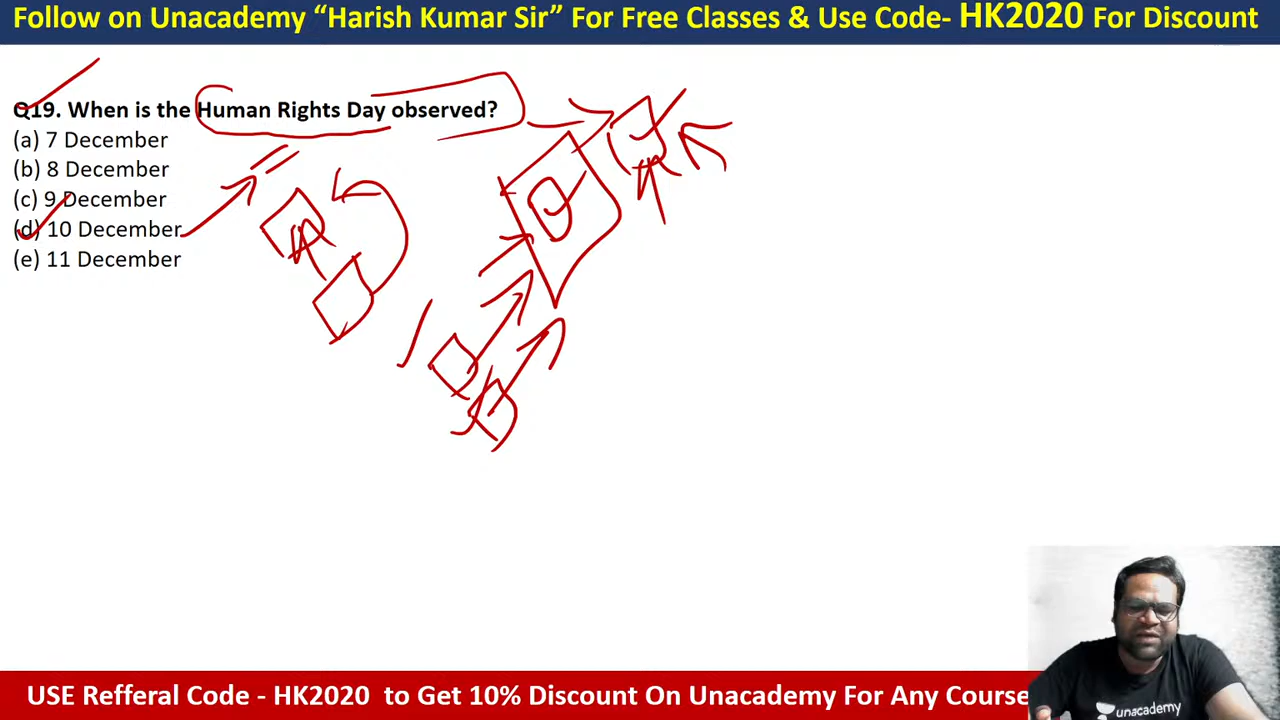 Follow on Unacademy “Harish Kumar Sir” For Free Classes & Use Code- HK2020 For Discount
Q19. When is the Human Rights Day observed?
(a) 7 December
(b) 8 December
(c) 9 December
(d) 10 December
(e) 11 December
USE Refferal Code - HK2020 to Get 10% Discount On Unacademy For Any Course
unacademy